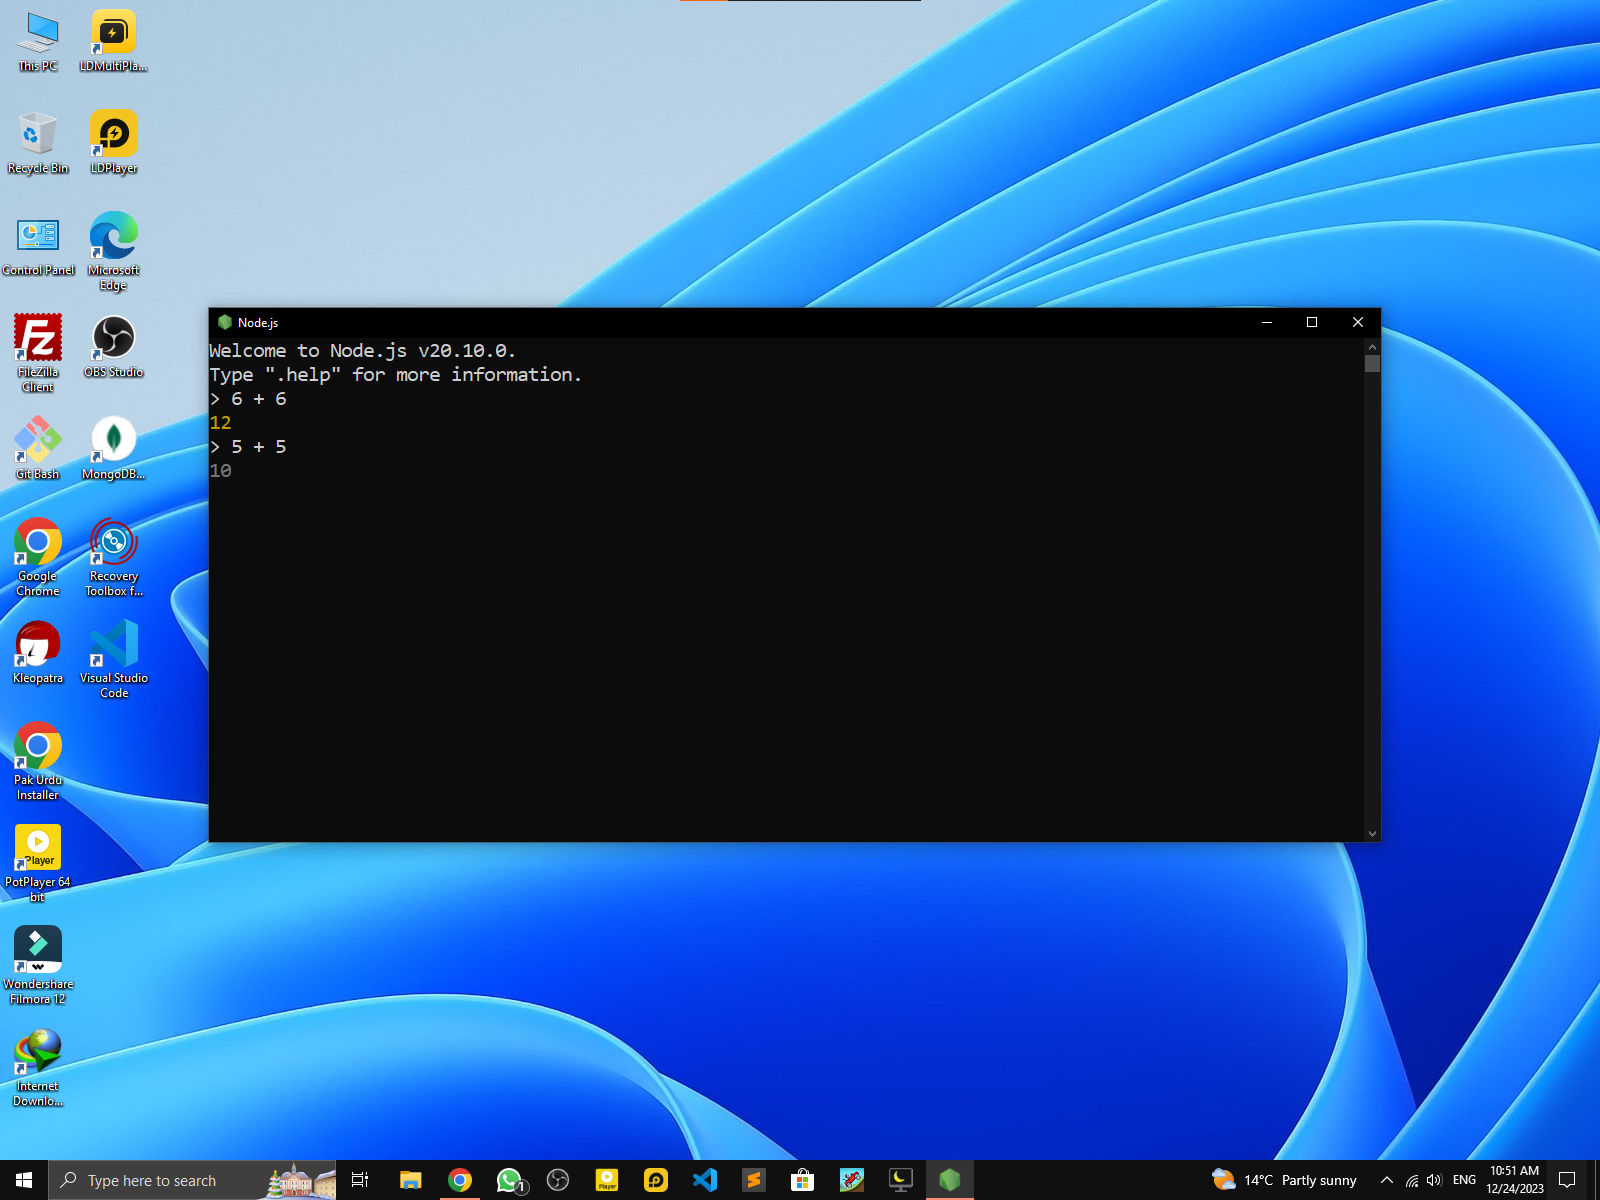 This PC
LDMultiPla...
Recycle Bin
LDPlayer
Control Panel
Microsoft
Edge
FileZilla
Client
OBS Studio
Git Bash
MongoDB...
Google
Chrome
Recovery
Toolbox f...
Kleopatra
Visual Studio
Code
Pak Urdu
Installer
Player
PotPlayer 64
bit
Wondershare
Filmora 12
Internet
Downlo...
Node.js
Welcome to Node.js v20.10.0.
Type ".help" for more information.
> 6 + 6
12
> 5 + 5
10
Type here to search
1
Player
14°C Partly sunny
ENG
10:51 AM
12/24/2023